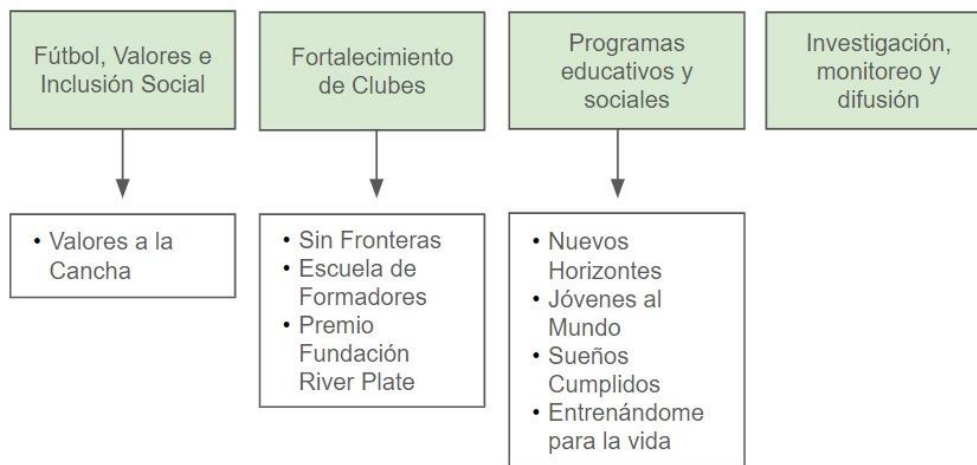 Fútbol, Valores e
Inclusión Social
Fortalecimiento
de Clubes
Programas
educativos y
sociales
Investigación,
monitoreo y
difusión
• Valores a la
Cancha
• Sin Fronteras
• Escuela de
Formadores
• Premio
Fundación
River Plate
• Nuevos
Horizontes
• Jóvenes al
Mundo
• Sueños
Cumplidos
• Entrenándome
para la vida